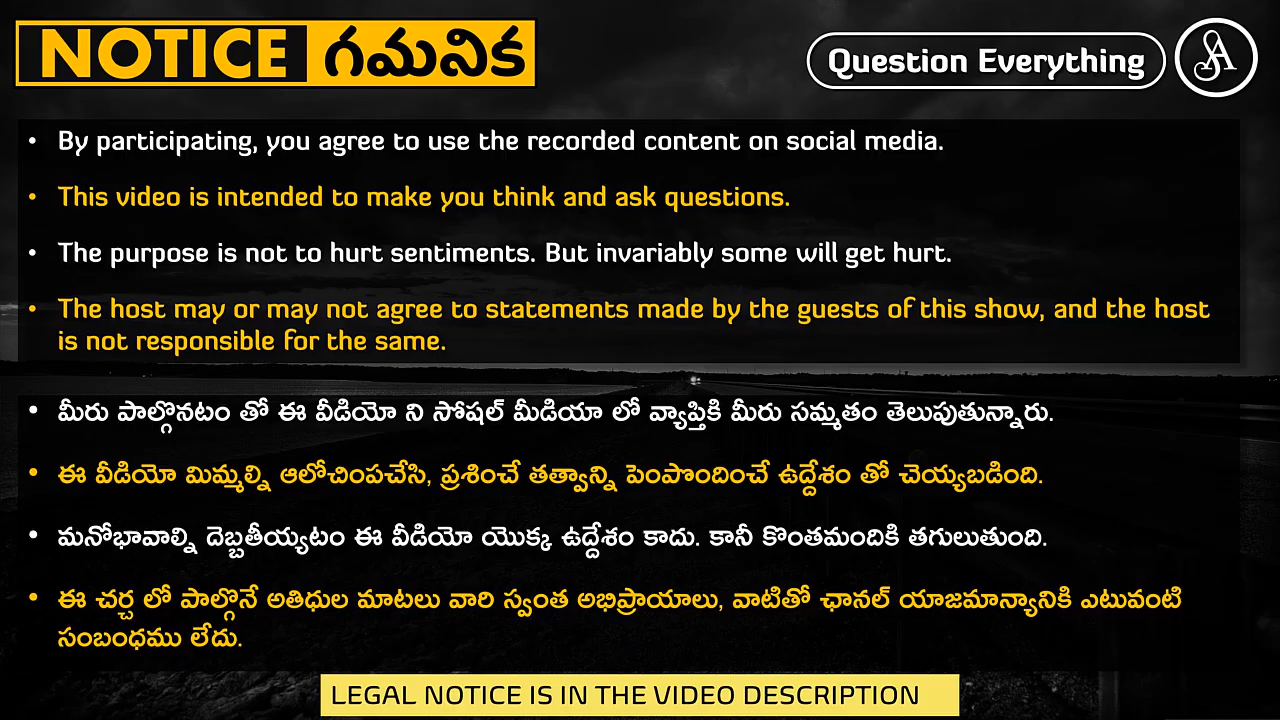 NOTICE గమనిక
Question Everything
• By participating, you agree to use the recorded content on social media.
• This video is intended to make you think and ask questions.
• The purpose is not to hurt sentiments. But invariably some will get hurt.
• The host may or may not agree to statements made by the guests of this show, and the host
is not responsible for the same.
• మీరు పాల్గొనటం తో ఈ వీడియో ని సోషల్ మీడియా లో వ్యాప్తికి మీరు సమ్మతం తెలుపుతున్నారు.
• ఈ వీడియో మిమ్మల్ని ఆలోచింపచేసి, ప్రశించే తత్వాన్ని పెంపొందించే ఉద్దేశం తో చెయ్యబడింది.
• మనోభావాల్ని దెబ్బతీయ్యటం ఈ వీడియో యొక్క ఉద్దేశం కాదు. కానీ కొంతమందికి తగులుతుంది.
• ఈ చర్చ లో పాల్గొనే అతిధుల మాటలు వారి స్వంత అభిప్రాయాలు, వాటితో ఛానల్ యాజమాన్యానికి ఎటువంటి
సంబంధము లేదు.
LEGAL NOTICE IS IN THE VIDEO DESCRIPTION